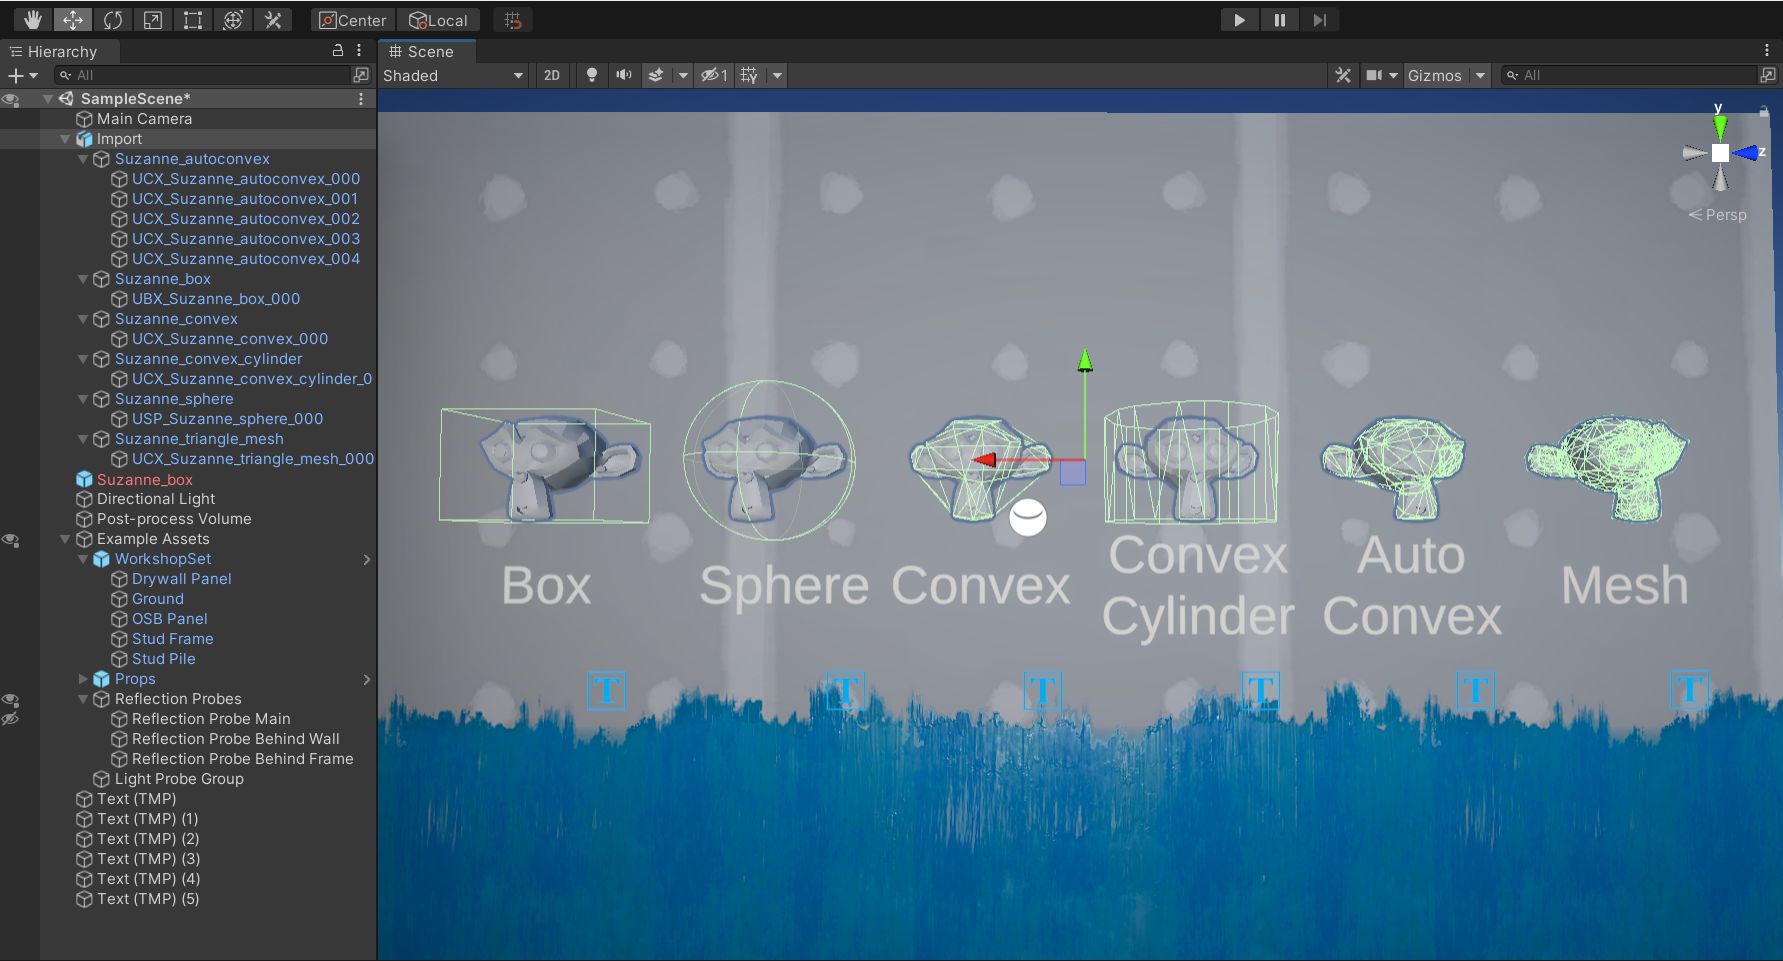 Center
Local
Hierarchy
All
SampleScene*
Main Camera
Import
Suzanne_autoconvex
UCX_Suzanne_autoconvex_000
UCX_Suzanne_autoconvex_001
UCX_Suzanne_autoconvex_002
UCX_Suzanne_autoconvex_003
UCX_Suzanne_autoconvex_004
Suzanne_box
UBX_Suzanne_box_000
Suzanne_convex
UCX_Suzanne_convex_000
Suzanne_convex_cylinder
UCX_Suzanne_convex_cylinder_0
Suzanne_sphere
USP_Suzanne_sphere_000
Suzanne_triangle_mesh
UCX_Suzanne_triangle_mesh_000
Suzanne_box
Directional Light
Post-process Volume
Example Assets
WorkshopSet
Drywall Panel
Ground
OSB Panel
Stud Frame
Stud Pile
Props
Reflection Probes
Reflection Probe Main
Reflection Probe Behind Wall
Reflection Probe Behind Frame
Light Probe Group
Text (TMP)
Text (TMP) (1)
Text (TMP) (2)
Text (TMP) (3)
Text (TMP) (4)
Text (TMP) (5)
Scene
Shaded
2D
1
Gizmos
All
y
z
Persp
Box
Sphere
Convex
Convex
Cylinder
Auto
Convex
Mesh
T
T
T
T
T
T